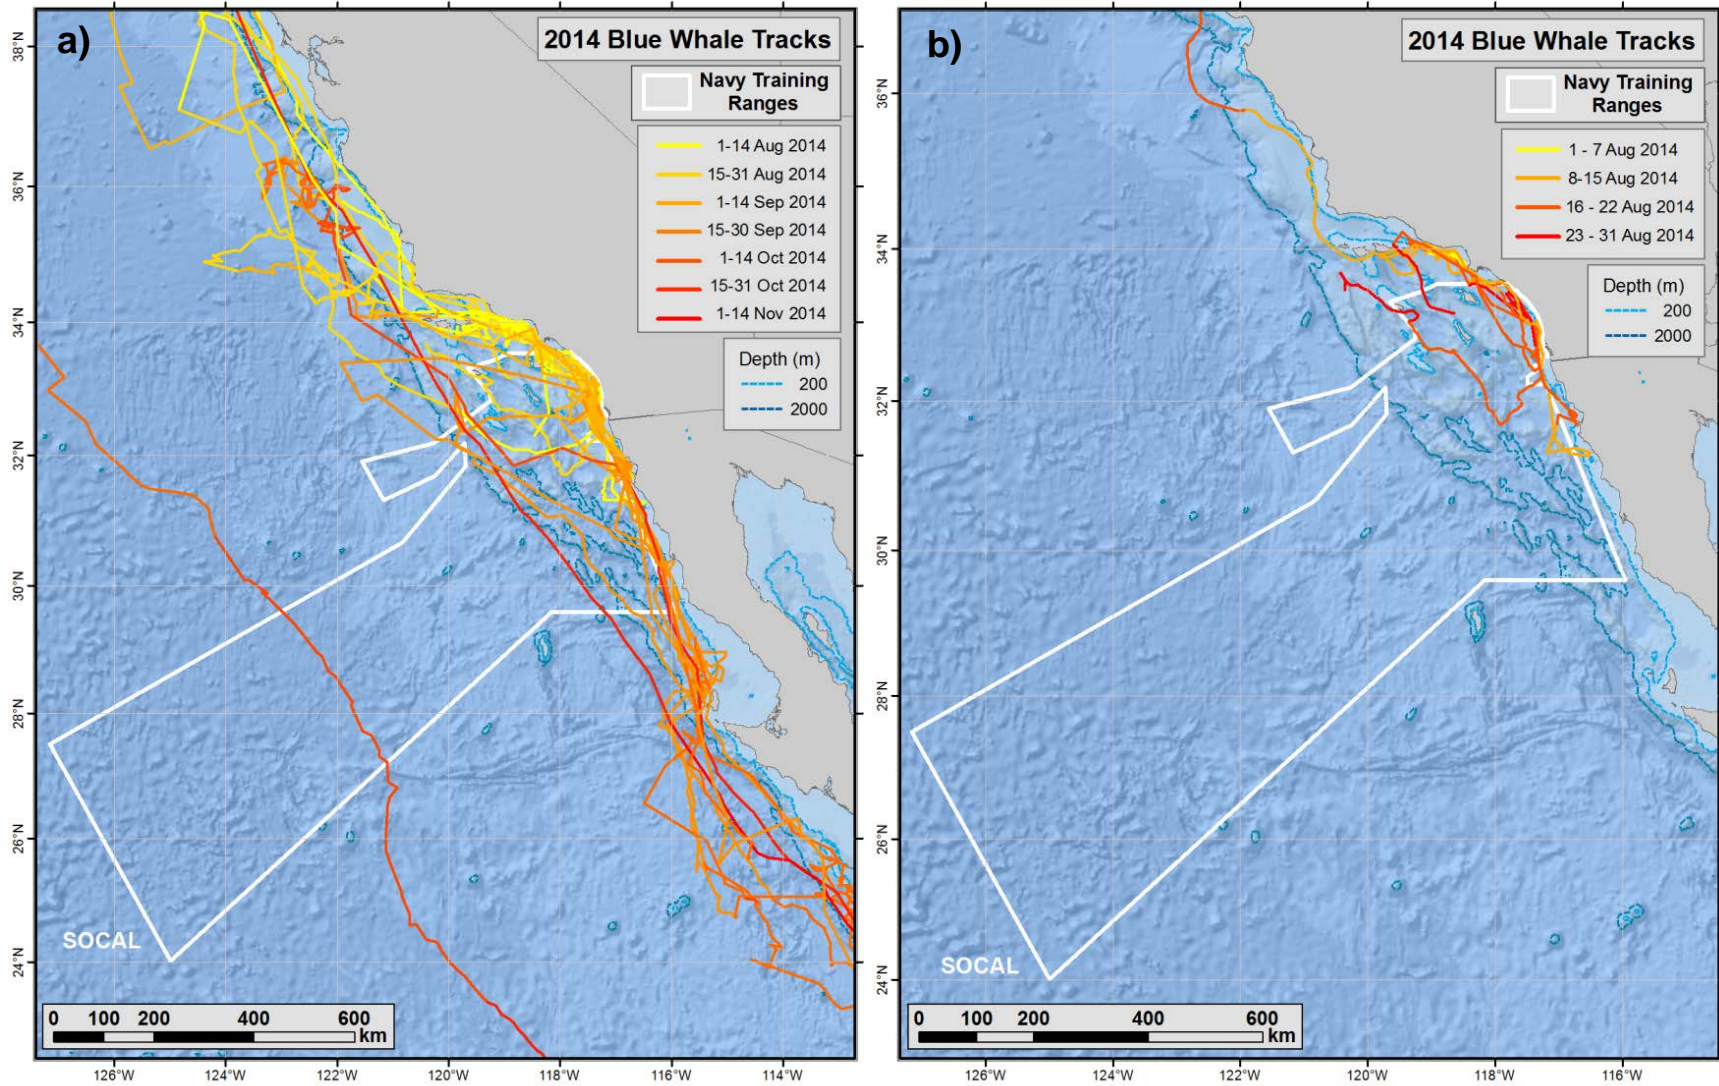 a)
2014 Blue Whale Tracks
Navy Training
Ranges
1-14 Aug 2014
15-31 Aug 2014
1-14 Sep 2014
15-30 Sep 2014
1-14 Oct 2014
15-31 Oct 2014
1-14 Nov 2014
Depth (m)
200
2000
38°N
36°N
34°N
32°N
30°N
28°N
26°N
24°N
SOCAL
0 100 200 400 600
km
126°W 124°W 122°W 120°W 118°W 116°W 114°W
b)
2014 Blue Whale Tracks
Navy Training
Ranges
1 - 7 Aug 2014
8-15 Aug 2014
16 - 22 Aug 2014
23 - 31 Aug 2014
Depth (m)
200
2000
36°N
34°N
32°N
30°N
28°N
26°N
24°N
SOCAL
0 100 200 400 600
km
126°W 124°W 122°W 120°W 118°W 116°W